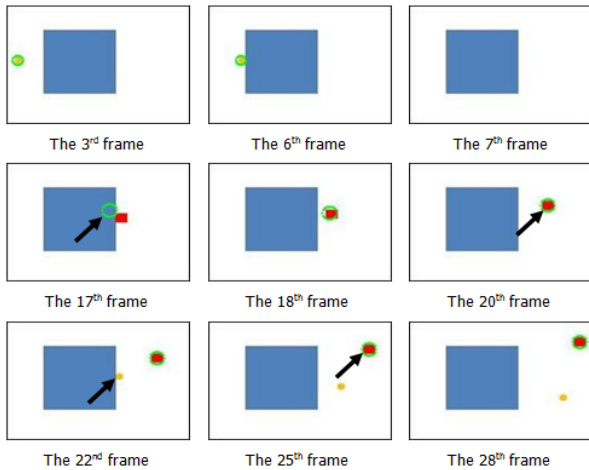 The 3rd frame
The 6th frame
The 7th frame
The 17th frame
The 18th frame
The 20th frame
The 22nd frame
The 25th frame
The 28th frame